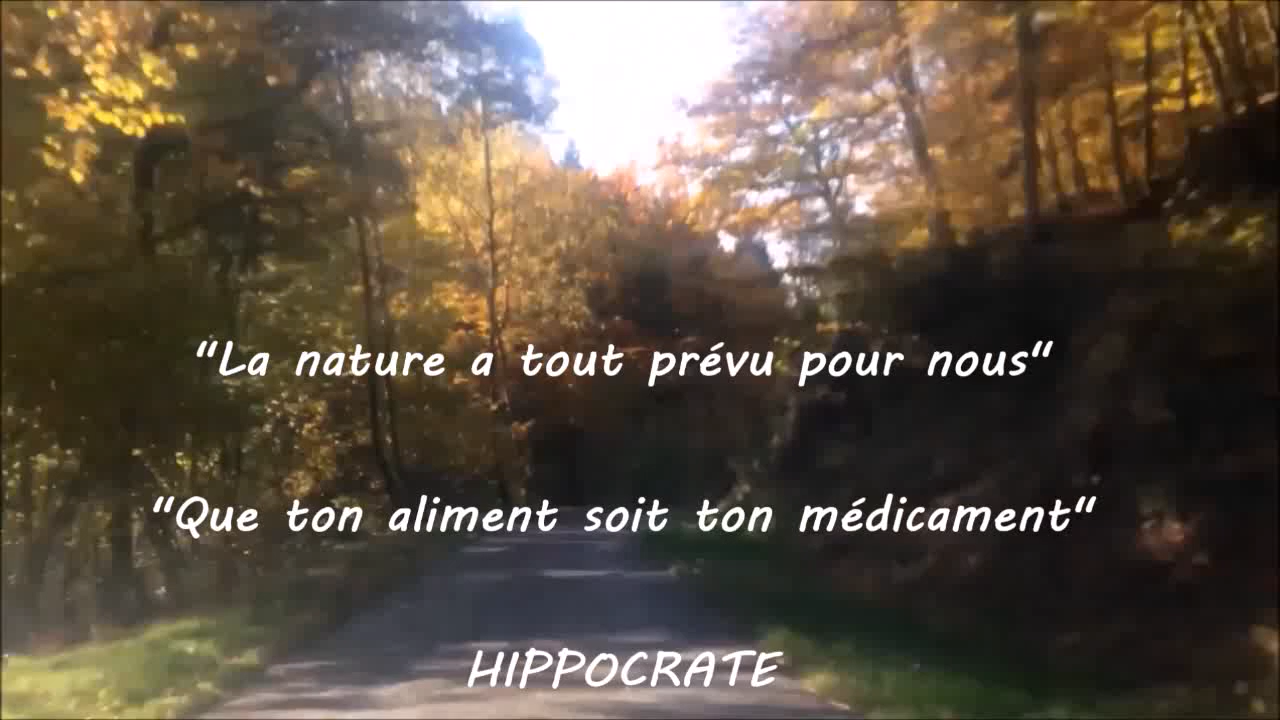 “La nature a tout prévu pour nous“
“Que ton aliment soit ton médicament“
HIPPOCRATE